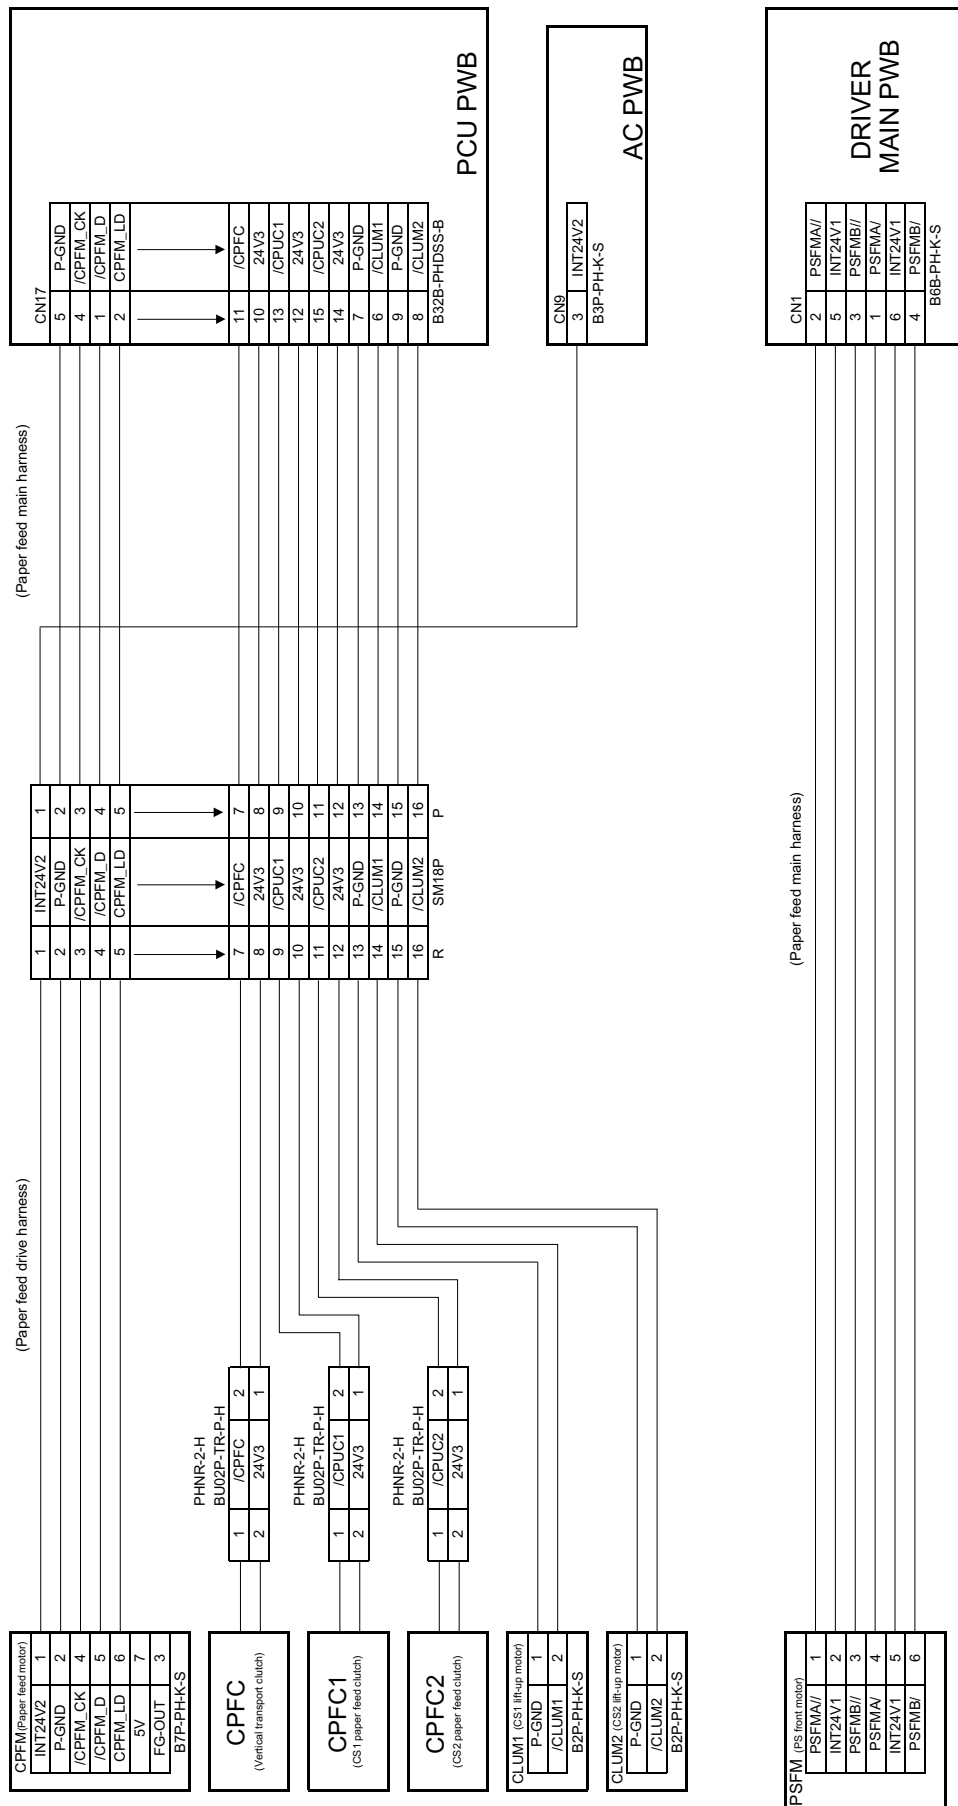 CPFM(Paper feed motor)
INT24V2 1
P-GND 2
/CPFM_CK 4
/CPFM_D 5
CPFM_LD 6
5V 7
FG-OUT 3
B7P-PH-K-S
CPFC
(Vertical transport clutch)
CPFC1
(CS1 paper feed clutch)
CPFC2
(CS2 paper feed clutch)
CLUM1 (CS1 lift-up motor)
P-GND 1
/CLUM1 2
B2P-PH-K-S
CLUM2 (CS2 lift-up motor)
P-GND 1
/CLUM2 2
B2P-PH-K-S
PSFM (PS front motor)
PSFMA// 1
INT24V1 2
PSFMB// 3
PSFMA/ 4
INT24V1 5
PSFMB/ 6
PHNR-2-H
BU02P-TR-P-H
1 /CPFC 2
2 24V3 1
PHNR-2-H
BU02P-TR-P-H
1 /CPUC1 2
2 24V3 1
PHNR-2-H
BU02P-TR-P-H
1 /CPUC2 2
2 24V3 1
(Paper feed drive harness)
1 INT24V2 1
2 P-GND 2
3 /CPFM_CK 3
4 /CPFM_D 4
5 CPFM_LD 5
7 /CPFC 7
8 24V3 8
9 /CPUC1 9
10 24V3 10
11 /CPUC2 11
12 24V3 12
13 P-GND 13
14 /CLUM1 14
15 P-GND 15
16 /CLUM2 16
R SM18P P
(Paper feed main harness)
(Paper feed main harness)
CN17
5 P-GND
4 /CPFM_CK
1 /CPFM_D
2 CPFM_LD
11 /CPFC
10 24V3
13 /CPUC1
12 24V3
15 /CPUC2
14 24V3
7 P-GND
6 /CLUM1
9 P-GND
8 /CLUM2
B32B-PHDSS-B
PCU PWB
CN9
3 INT24V2
B3P-PH-K-S
AC PWB
CN1
2 PSFMA//
5 INT24V1
3 PSFMB//
1 PSFMA/
6 INT24V1
4 PSFMB/
B6B-PH-K-S
DRIVER
MAIN PWB